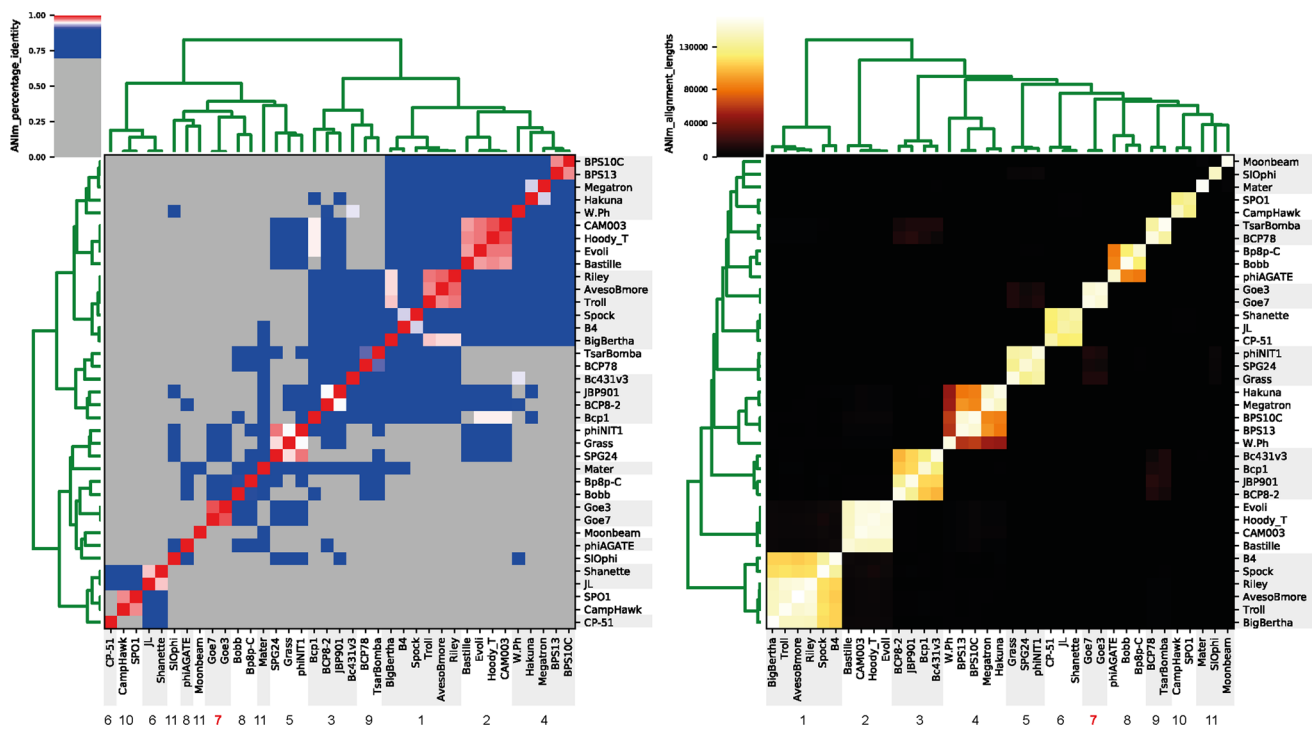 ANIm_percentage_identity
1.00
0.75
0.50
0.25
0.00
BPS10C
BPS13
Megatron
Hakuna
W.Ph
CAM003
Hoody_T
Evoli
Bastille
Riley
AvesoBmore
Troll
Spock
B4
BigBertha
TsarBomba
BCP78
Bc431v3
JBP901
BCP8-2
Bcp1
phiNIT1
Grass
SPG24
Mater
Bp8p-C
Bobb
Goe3
Goe7
Moonbeam
phiAGATE
SIOphi
Shanette
JL
SPO1
CampHawk
CP-51
CP-51
CampHawk
SPO1
JL
Shanette
SIOphi
phiAGATE
Moonbeam
Goe7
Goe3
Bobb
Bp8p-C
Mater
SPG24
Grass
phiNIT1
Bcp1
BCP8-2
JBP901
Bc431v3
BCP78
TsarBomba
BigBertha
B4
Spock
Troll
AvesoBmore
Riley
Bastille
Evoli
Hoody_T
CAM003
W.Ph
Hakuna
Megatron
BPS13
BPS10C
6 10 6 11 8 11 7 8 11 5 3 9 1 2 4
ANIm_alignment_lengths
130000
80000
40000
0
Moonbeam
SIOphi
Mater
SPO1
CampHawk
TsarBomba
BCP78
Bp8p-C
Bobb
phiAGATE
Goe3
Goe7
Shanette
JL
CP-51
phiNIT1
SPG24
Grass
Hakuna
Megatron
BPS10C
BPS13
W.Ph
Bc431v3
Bcp1
JBP901
BCP8-2
Evoli
Hoody_T
CAM003
Bastille
B4
Spock
Riley
AvesoBmore
Troll
BigBertha
BigBertha
Troll
AvesoBmore
Riley
Spock
B4
Bastille
CAM003
Hoody_T
Evoli
BCP8-2
JBP901
Bcp1
Bc431v3
W.Ph
BPS13
BPS10C
Megatron
Hakuna
Grass
SPG24
phiNIT1
CP-51
JL
Shanette
Goe7
Goe3
phiAGATE
Bobb
Bp8p-C
BCP78
TsarBomba
CampHawk
SPO1
Mater
SIOphi
Moonbeam
1 2 3 4 5 6 7 8 9 10 11